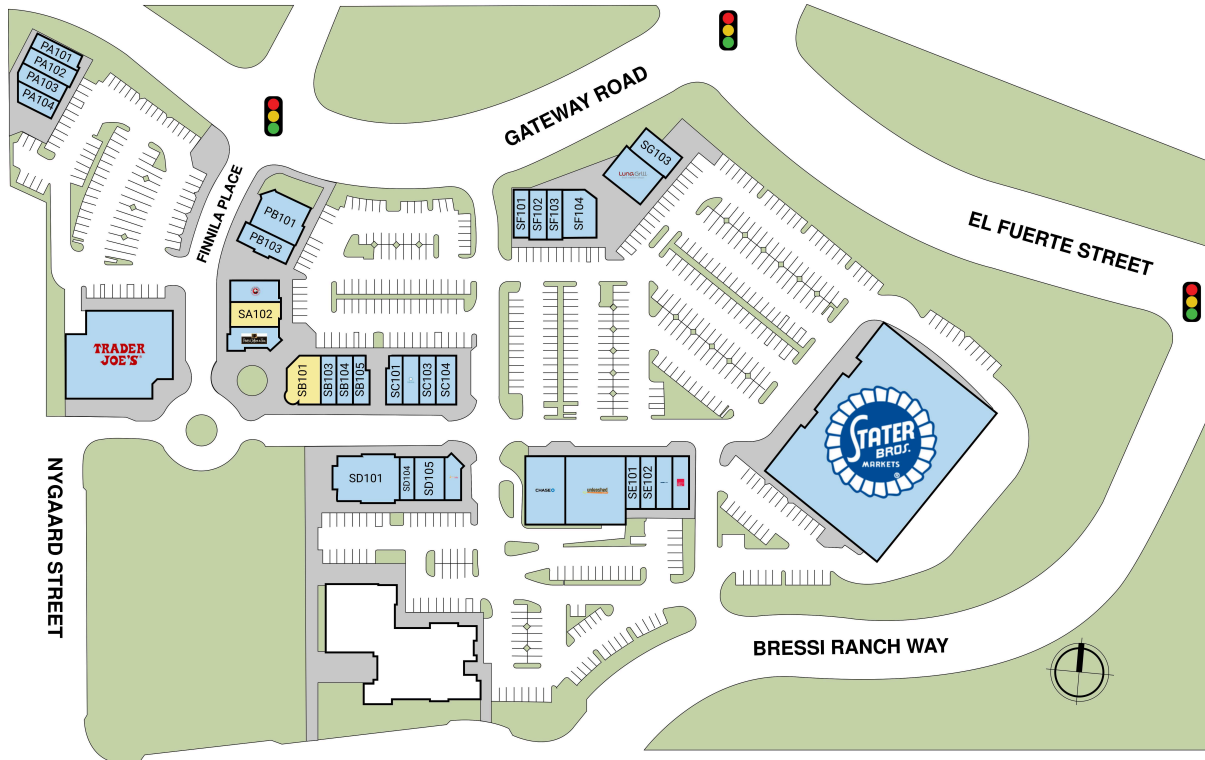 PA101
PA102
PA103
PA104
GATEWAY ROAD
SG103
LUNAGRILL
FINNILA PLACE
PB101
PB103
SF101
SF102
SF103
SF104
EL FUERTE STREET
SA102
TRADER
JOE'S
SB101
SB103
SB104
SB105
SC101
SC103
SC104
STATER
BROS.
MARKETS
®
NYGAARD STREET
SD101
SD104
SD105
CHASE
unleashed
SE101
SE102
BRESSI RANCH WAY